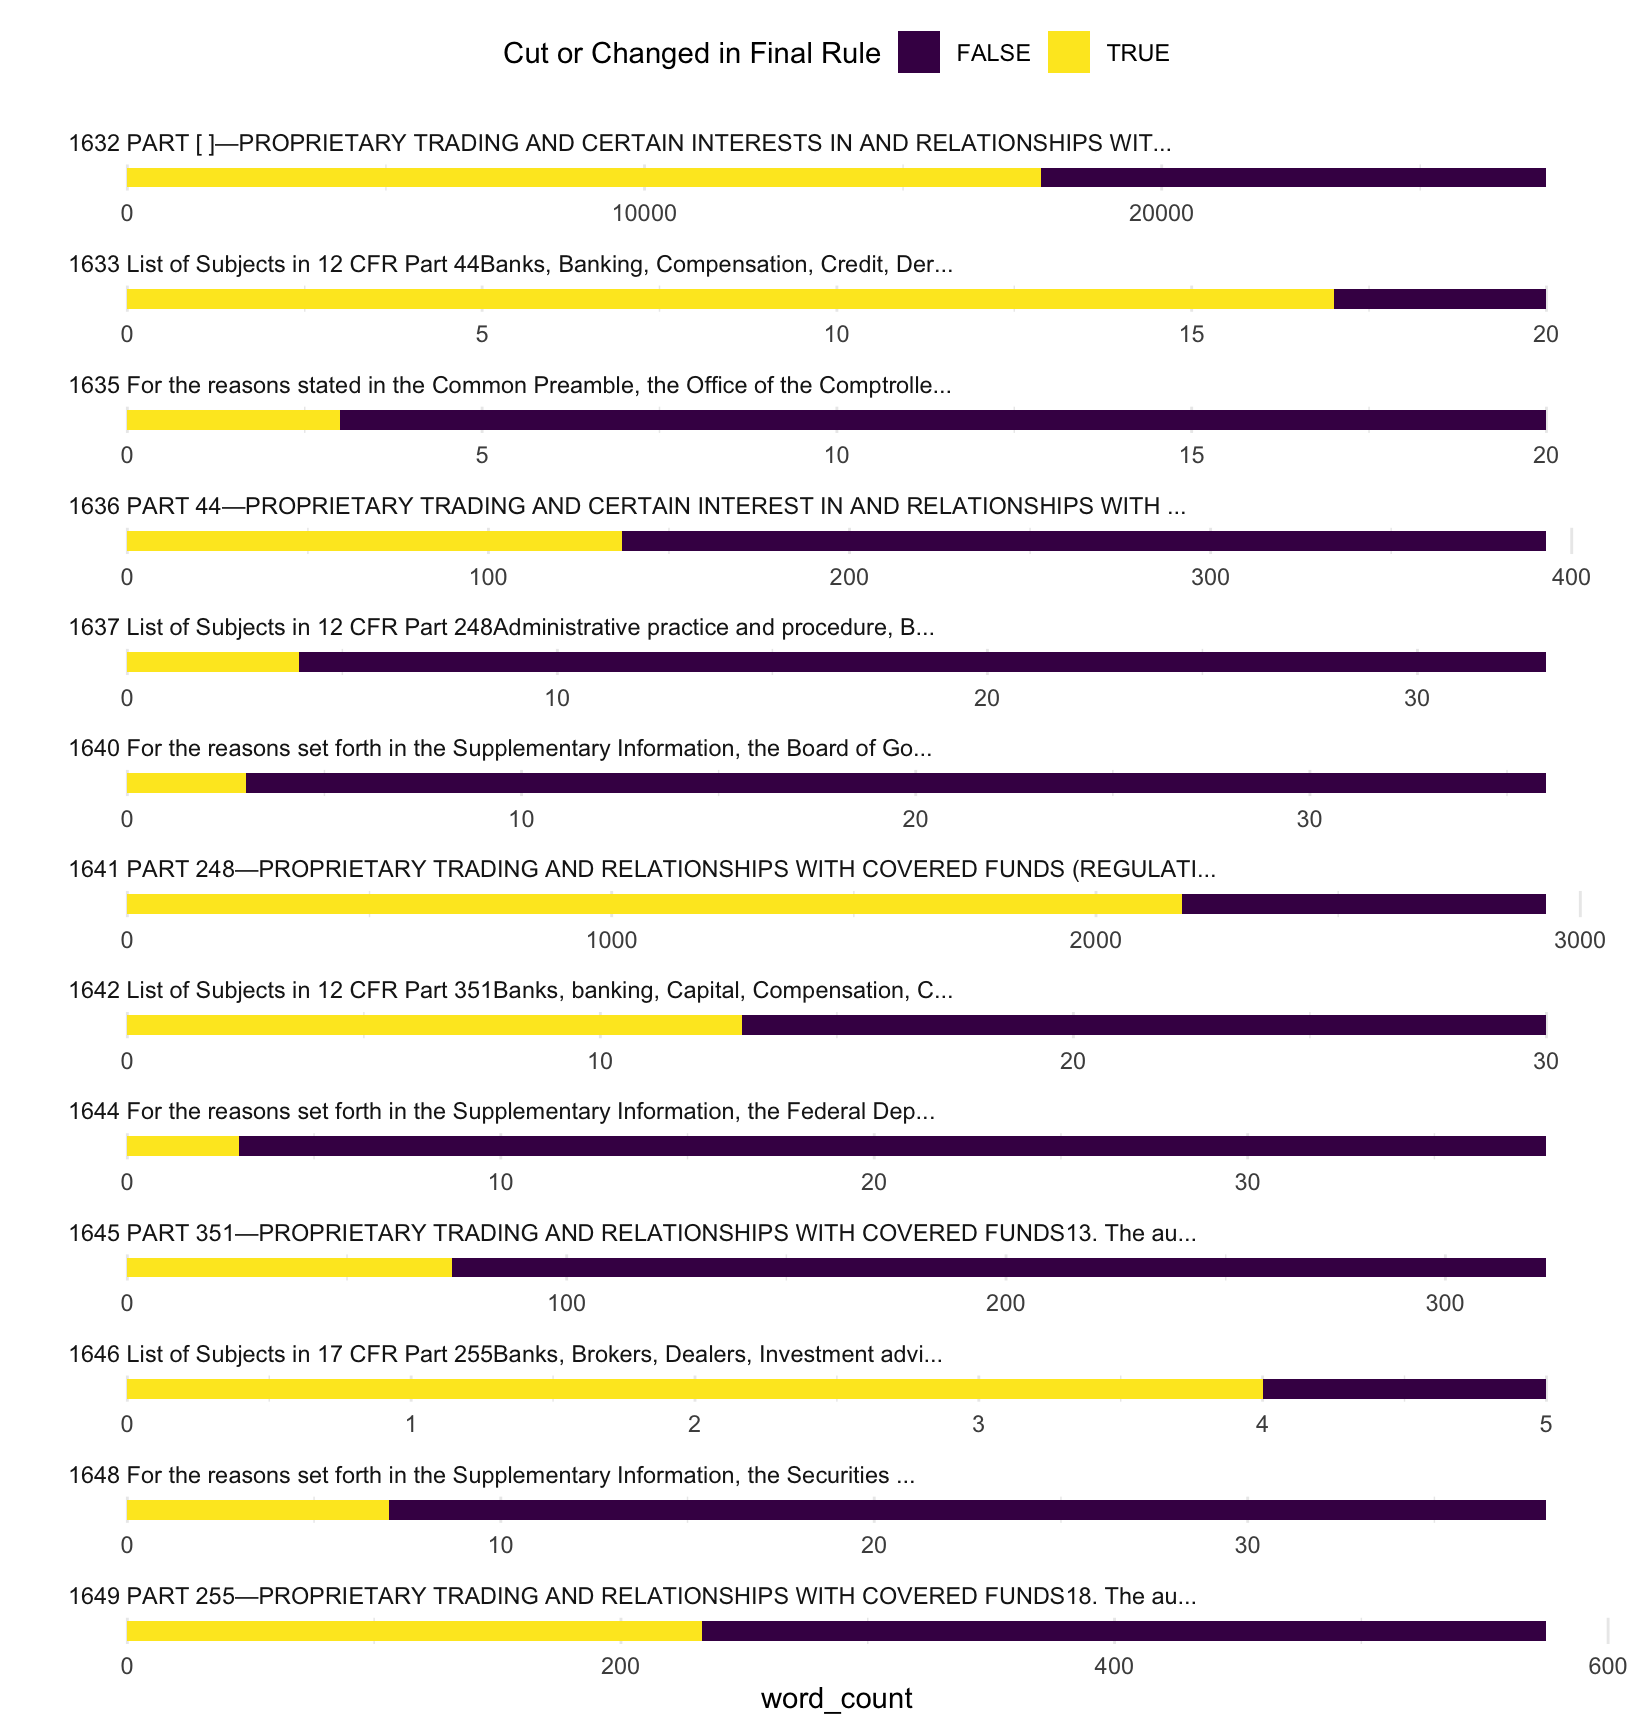 Cut or Changed in Final Rule FALSE TRUE
1632 PART [ ]—PROPRIETARY TRADING AND CERTAIN INTERESTS IN AND RELATIONSHIPS WIT...
0 10000 20000
1633 List of Subjects in 12 CFR Part 44Banks, Banking, Compensation, Credit, Der...
0 5 10 15 20
1635 For the reasons stated in the Common Preamble, the Office of the Comptrolle...
0 5 10 15 20
1636 PART 44—PROPRIETARY TRADING AND CERTAIN INTEREST IN AND RELATIONSHIPS WITH ...
0 100 200 300 400
1637 List of Subjects in 12 CFR Part 248Administrative practice and procedure, B...
0 10 20 30
1640 For the reasons set forth in the Supplementary Information, the Board of Go...
0 10 20 30
1641 PART 248—PROPRIETARY TRADING AND RELATIONSHIPS WITH COVERED FUNDS (REGULATI...
0 1000 2000 3000
1642 List of Subjects in 12 CFR Part 351Banks, banking, Capital, Compensation, C...
0 10 20 30
1644 For the reasons set forth in the Supplementary Information, the Federal Dep...
0 10 20 30
1645 PART 351—PROPRIETARY TRADING AND RELATIONSHIPS WITH COVERED FUNDS13. The au...
0 100 200 300
1646 List of Subjects in 17 CFR Part 255Banks, Brokers, Dealers, Investment advi...
0 1 2 3 4 5
1648 For the reasons set forth in the Supplementary Information, the Securities ...
0 10 20 30
1649 PART 255—PROPRIETARY TRADING AND RELATIONSHIPS WITH COVERED FUNDS18. The au...
0 200 400 600
word_count